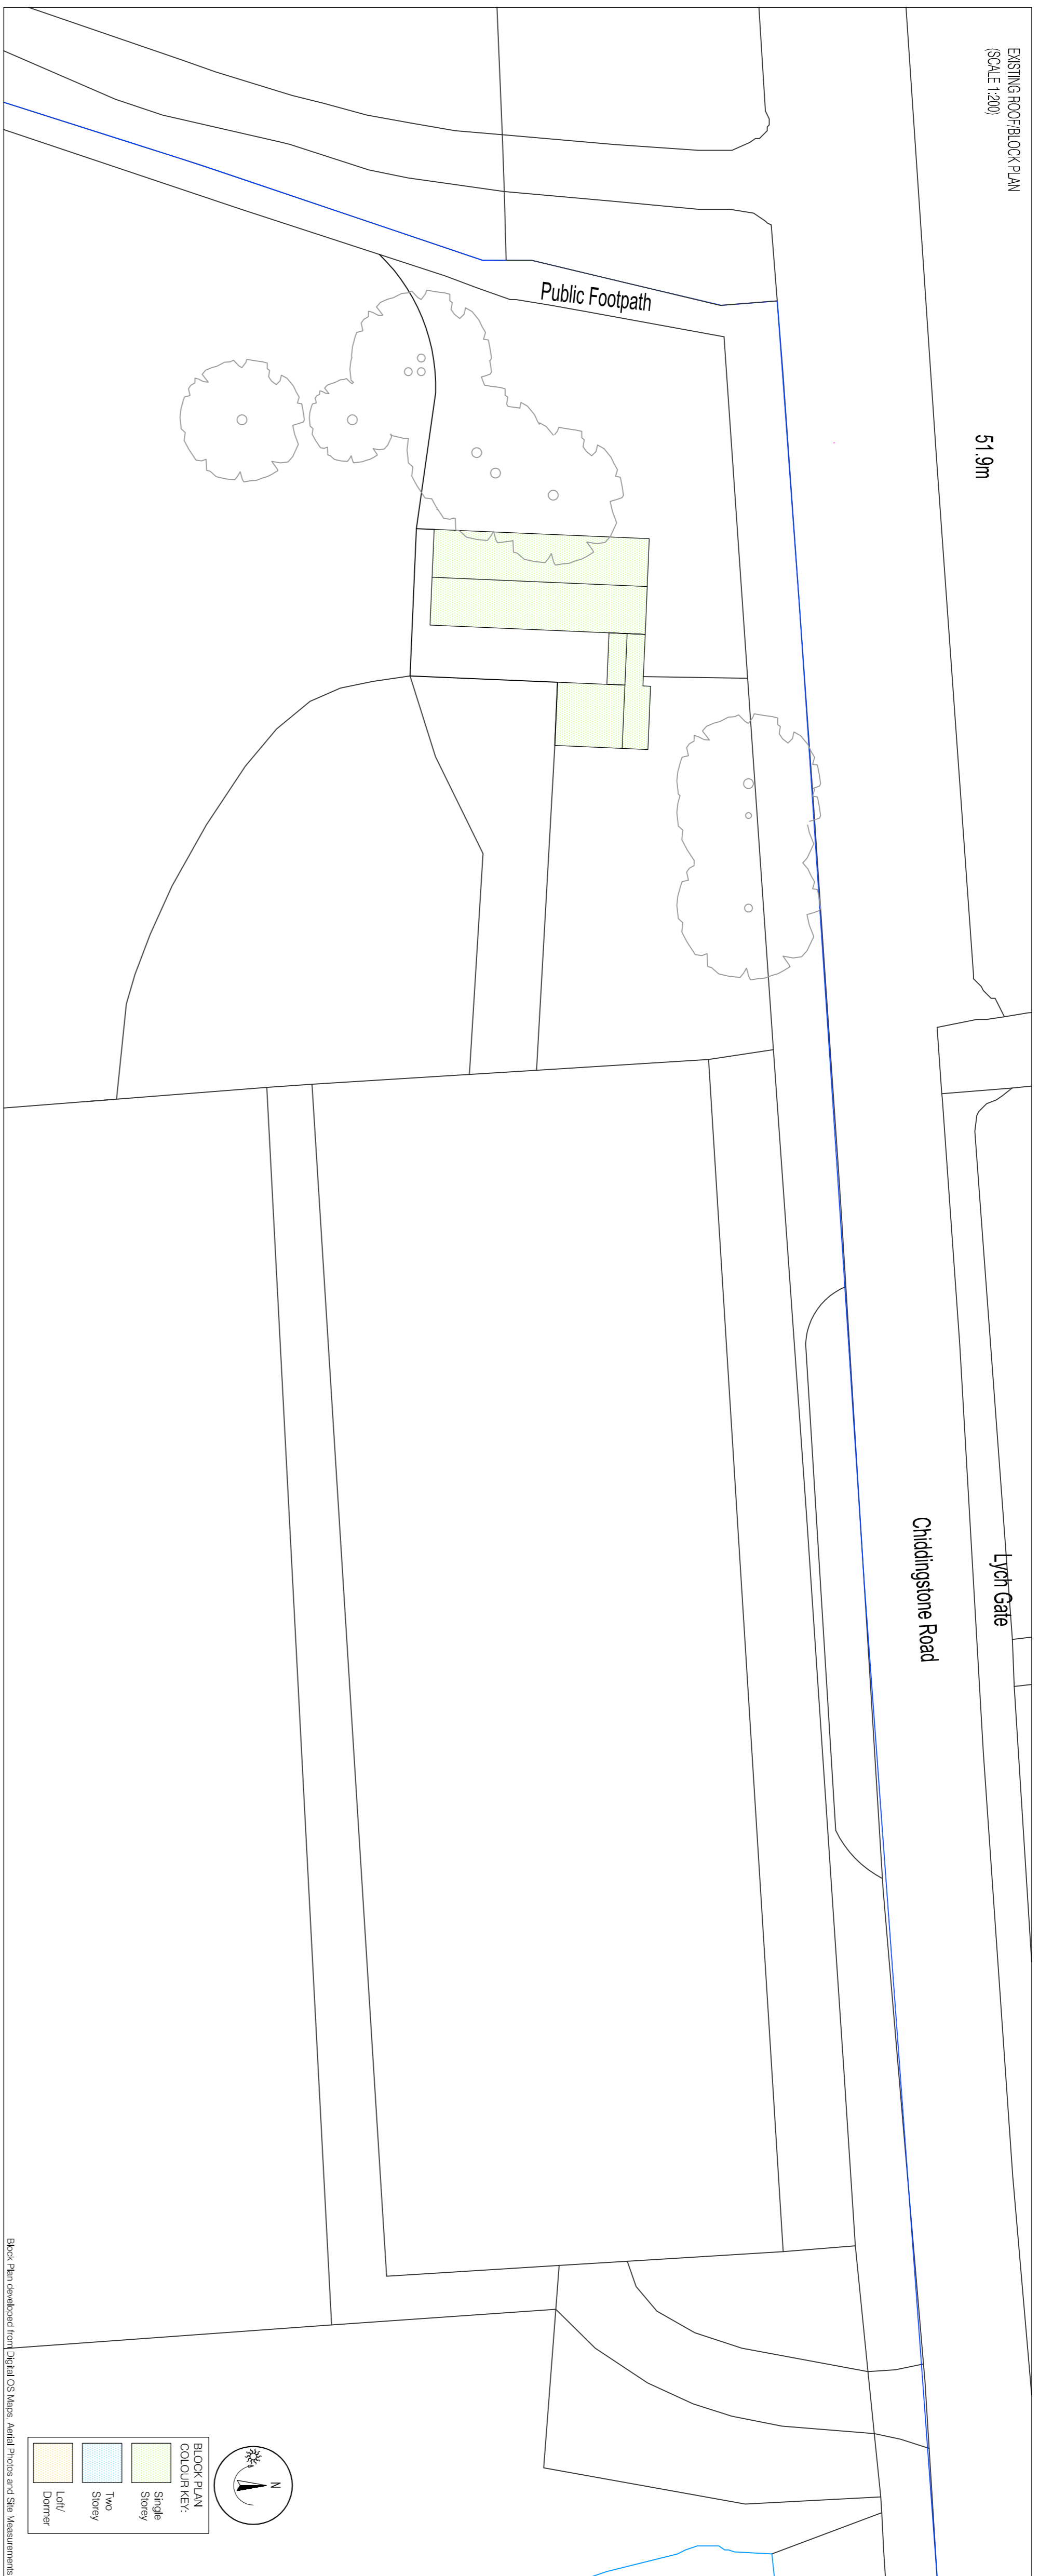 EXISTING ROOF/BLOCK PLAN
(SCALE 1:200)
51.9m
Public Footpath
Lych Gate
Chiddingstone Road
N
BLOCK PLAN
COLOUR KEY:
Single
Storey
Two
Storey
Loft/
Dormer
Block Plan developed from Digital OS Maps, Aerial Photos and Site Measurements